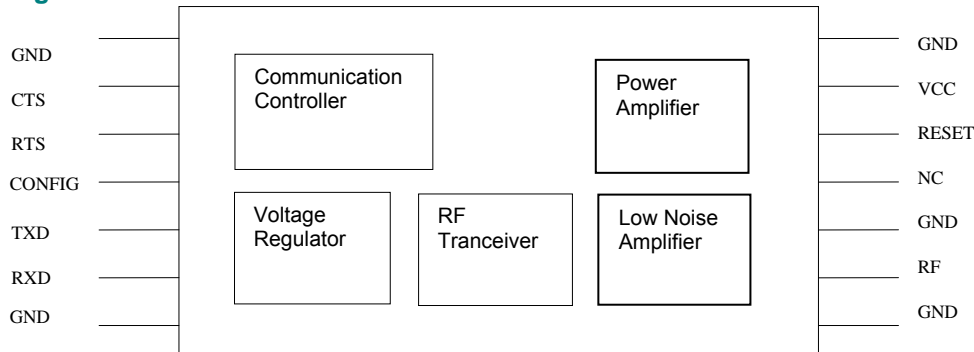 GND
CTS
RTS
CONFIG
TXD
RXD
GND
Communication
Controller
Power
Amplifier
Voltage
Regulator
RF
Tranceiver
Low Noise
Amplifier
GND
VCC
RESET
NC
GND
RF
GND